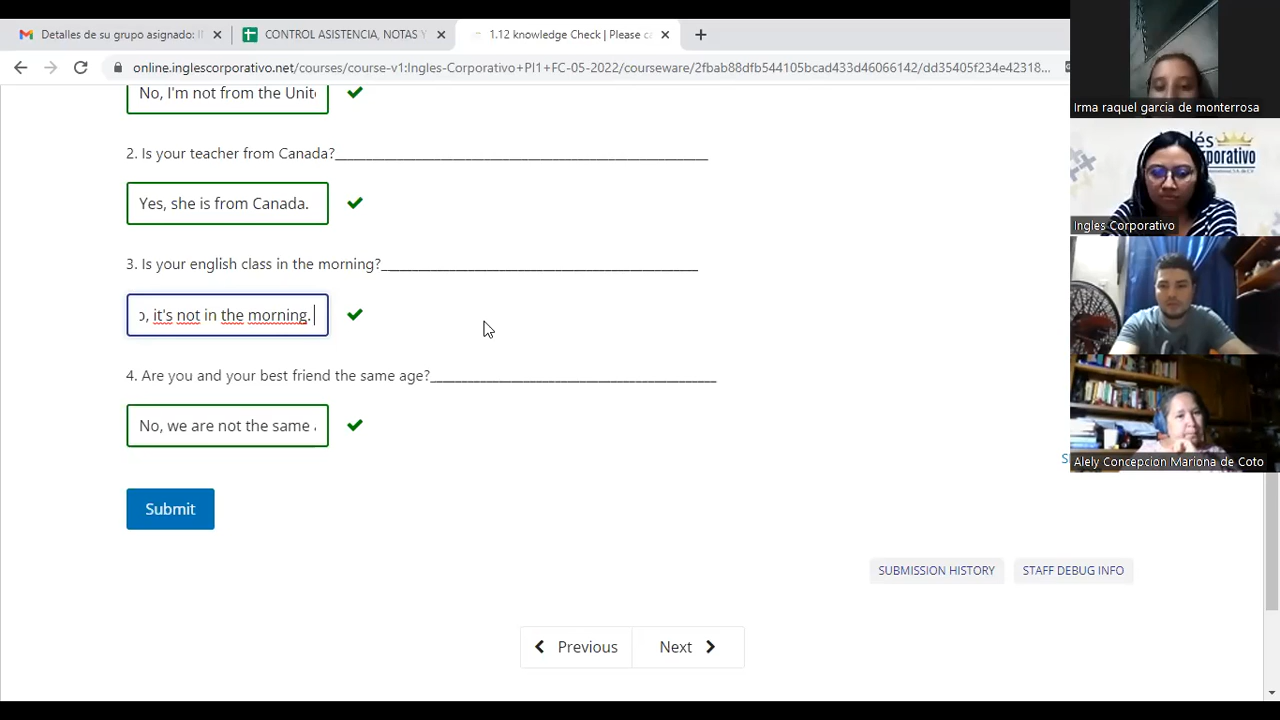 Detalles de su grupo asignado: I
CONTROL ASISTENCIA, NOTAS Y
1.12 knowledge Check | Please ca
online.inglescorporativo.net/courses/course-v1:Ingles-Corporativo+PI1+FC-05-2022/courseware/2fbab88dfb544105bcad433d46066142/dd35405f234e42318...
No, I'm not from the Unit
2. Is your teacher from Canada?
Yes, she is from Canada.
3. Is your english class in the morning?
o, it's not in the morning.
4. Are you and your best friend the same age?
No, we are not the same a
S
Submit
SUBMISSION HISTORY
STAFF DEBUG INFO
Previous
Next
Irma raquel garcia de monterrosa
Ingles Corporativo
Alely Concepcion Mariona de Coto